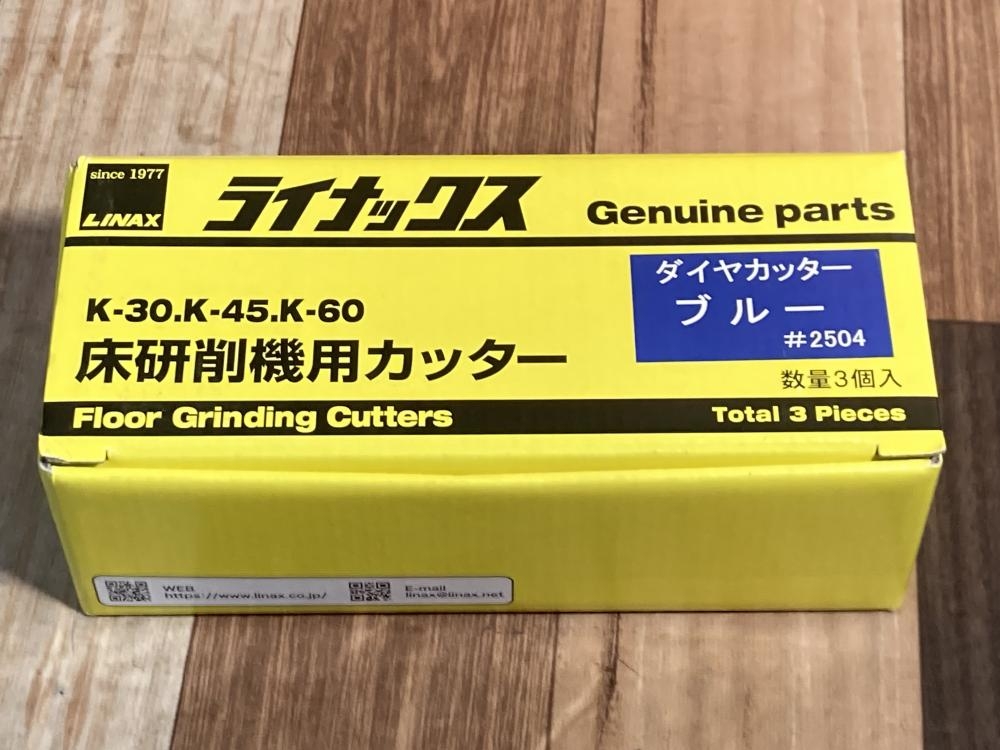 since 1977
LINAX
ライナックス
Genuine parts
K-30.K-45.K-60
床研削機用カッター
ダイヤカッター
ブルー
#2504
数量3個入
Floor Grinding Cutters
Total 3 Pieces
WEB
https://www.linax.co.jp/
E-mail
linax@linax.net